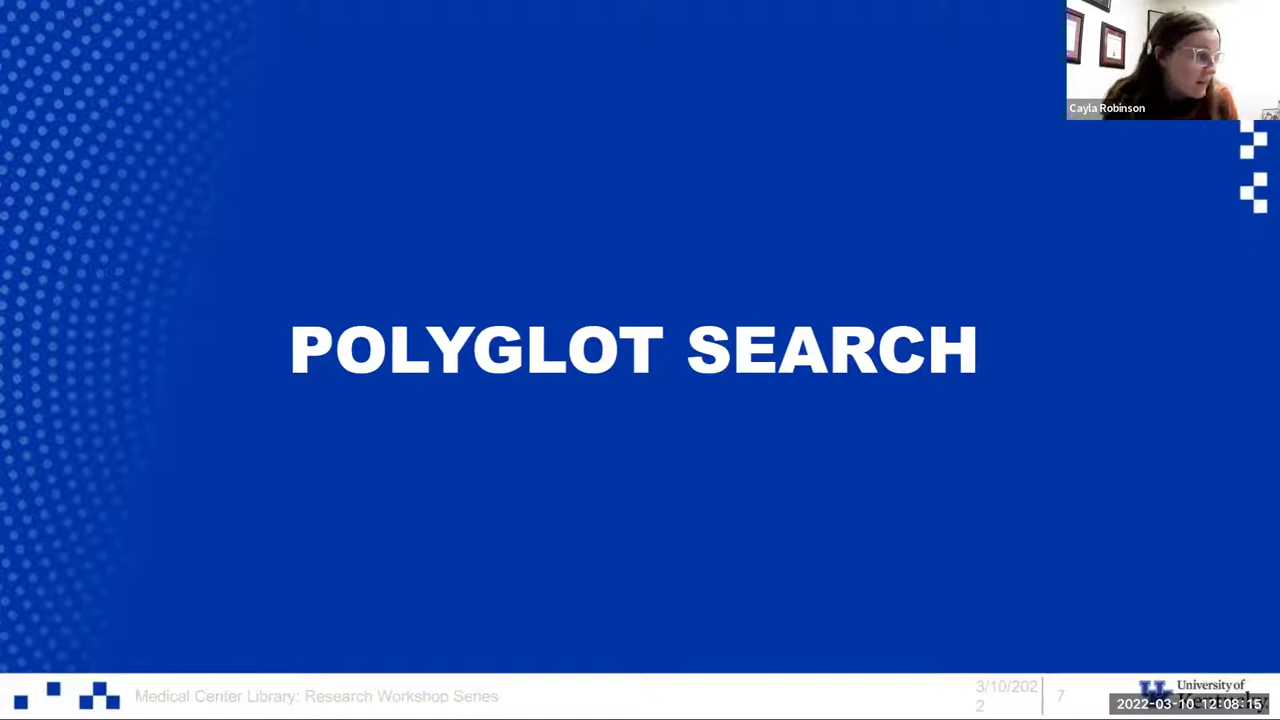 Cayla Robinson
POLYGLOT SEARCH
Medical Center Library: Research Workshop Series
3/10/202
2
7
University of
Kentucky
2022-03-10 12:08:15